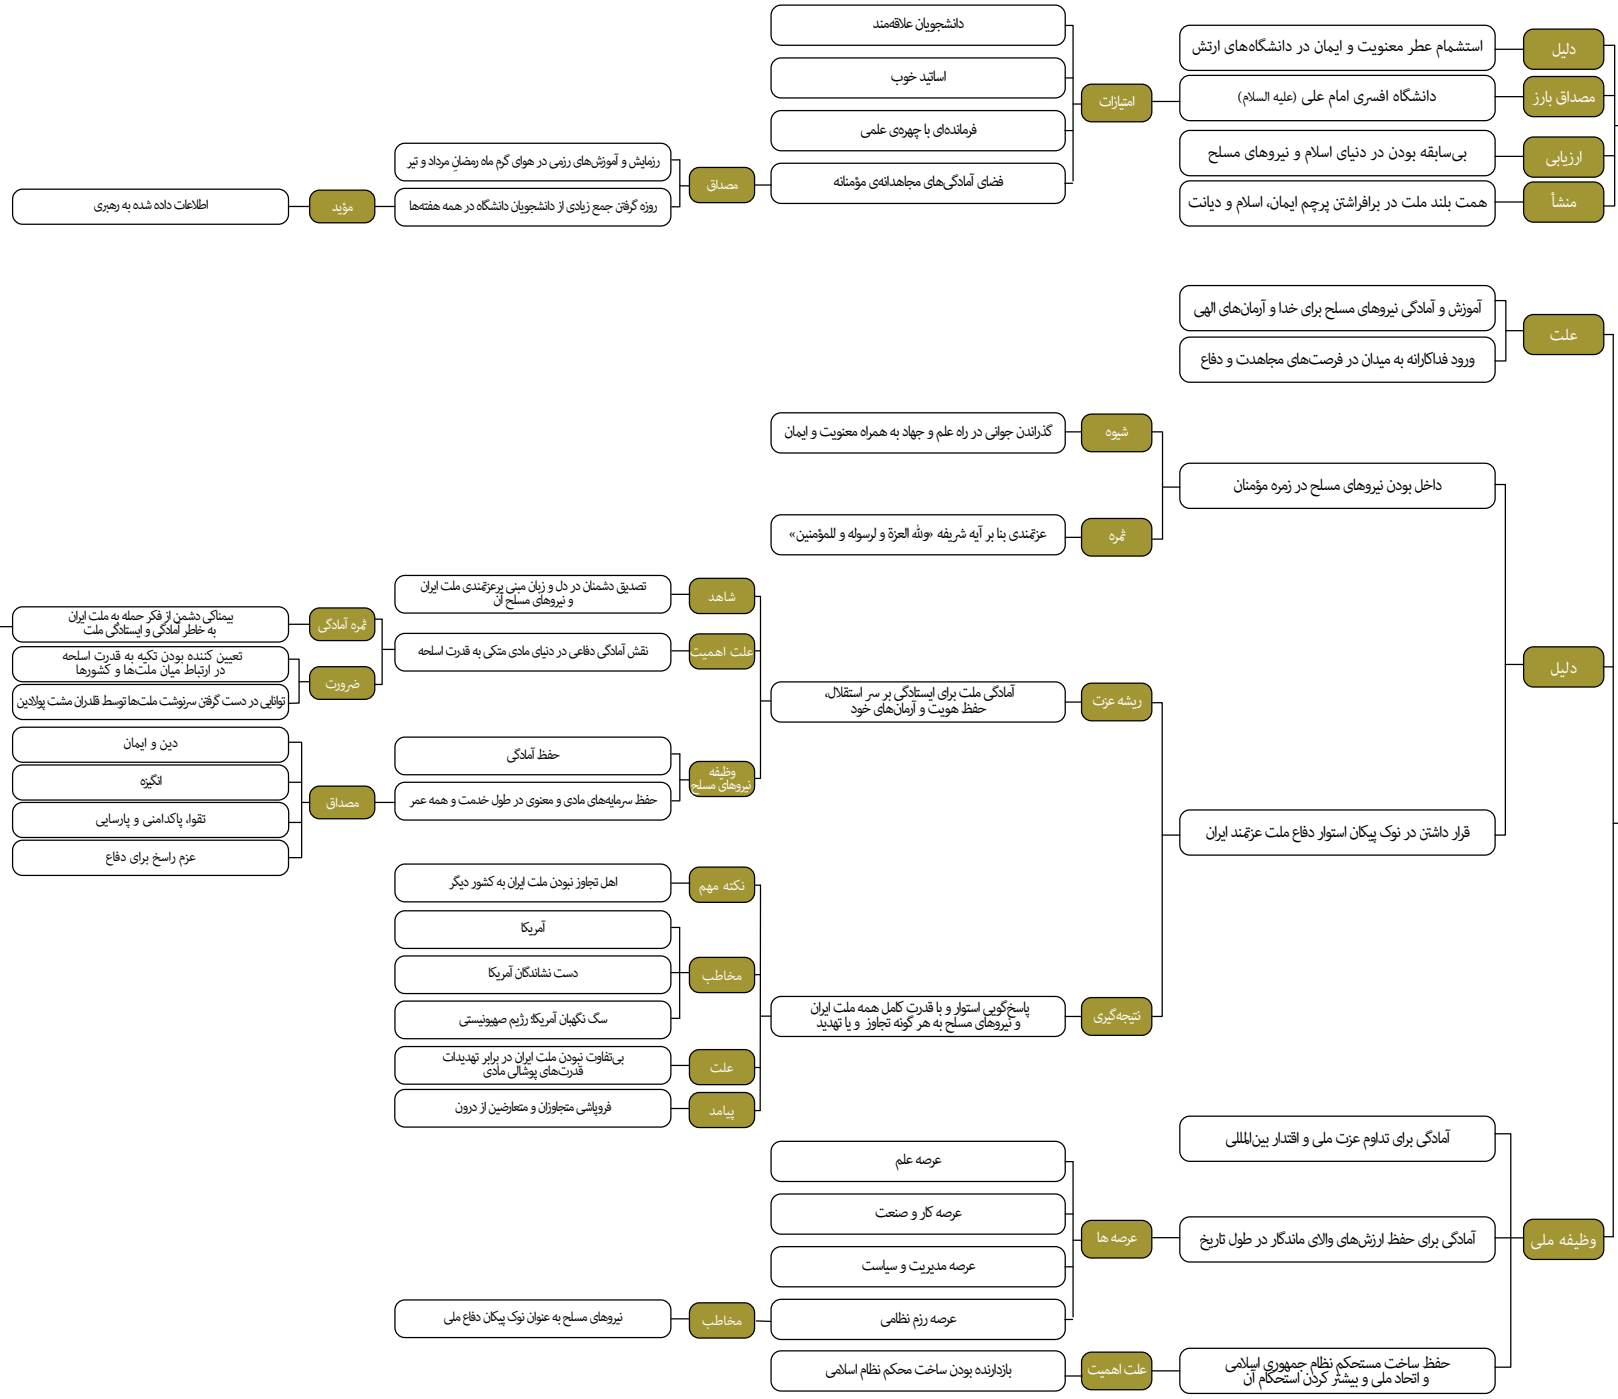 دلیل
استشمام عطر معنویت و ایمان در دانشگاه‌های ارتش
مصداق بارز
دانشگاه افسری امام علی (علیه السلام)
امتیازات
دانشجویان علاقه‌مند
اساتید خوب
فرمانده‌ای با چهره‌ی علمی
فضای آمادگی‌های مجاهدانه‌ی مؤمنانه
مصداق
رزمایش و آموزش‌های رزمی در هوای گرم ماه رمضانِ مرداد و تیر
روزه گرفتن جمع زیادی از دانشجویان دانشگاه در همه هفته‌ها
مؤید
اطلاعات داده شده به رهبری
ارزیابی
بی‌سابقه بودن در دنیای اسلام و نیروهای مسلح
منشأ
همت بلند ملت در برافراشتن پرچم ایمان، اسلام و دیانت
علت
آموزش و آمادگی نیروهای مسلح برای خدا و آرمان‌های الهی
ورود فداکارانه به میدان در فرصت‌های مجاهدت و دفاع
دلیل
داخل بودن نیروهای مسلح در زمره مؤمنان
شیوه
گذراندن جوانی در راه علم و جهاد به همراه معنویت و ایمان
ثمره
عزتمندی بنا بر آیه شریفه «ولله العزة و لرسوله و للمؤمنین»
قرار داشتن در نوک پیکان استوار دفاع ملت عزتمند ایران
ریشه عزت
آمادگی ملت برای ایستادگی بر سر استقلال،
حفظ هویت و آرمان‌های خود
شاهد
تصدیق دشمنان در دل و زبان مبنی برعزتمندی ملت ایران
و نیروهای مسلح آن
علت اهمیت
نقش آمادگی دفاعی در دنیای مادی متکی به قدرت اسلحه
ثمره آمادگی
بیمناکی دشمن از فکر حمله به ملت ایران
به خاطر آمادگی و ایستادگی ملت
ضرورت
تعیین کننده بودن تکیه به قدرت اسلحه
در ارتباط میان ملت‌ها و کشورها
توانایی در دست گرفتن سرنوشت ملت‌ها توسط قلدران مشت پولادین
وظیفه
نیروهای مسلح
حفظ آمادگی
حفظ سرمایه‌های مادی و معنوی در طول خدمت و همه عمر
مصداق
دین و ایمان
انگیزه
تقوا، پاکدامنی و پارسایی
عزم راسخ برای دفاع
نتیجه‌گیری
پاسخ‌گویی استوار و با قدرت کامل همه ملت ایران
و نیروهای مسلح به هر گونه تجاوز و یا تهدید
نکته مهم
اهل تجاوز نبودن ملت ایران به کشور دیگر
مخاطب
آمریکا
دست نشاندگان آمریکا
سگ نگهبان آمریکا؛ رژیم صهیونیستی
علت
بی‌تفاوت نبودن ملت ایران در برابر تهدیدات
قدرت‌های پوشالی مادی
پیامد
فروپاشی متجاوزان و متعارضین از درون
وظیفه ملی
آمادگی برای تداوم عزت ملی و اقتدار بین‌المللی
آمادگی برای حفظ ارزش‌های والای ماندگار در طول تاریخ
عرصه ها
عرصه علم
عرصه کار و صنعت
عرصه مدیریت و سیاست
عرصه رزم نظامی
مخاطب
نیروهای مسلح به عنوان نوک پیکان دفاع ملی
حفظ ساخت مستحکم نظام جمهوری اسلامی
و اتحاد ملی و بیشتر کردن استحکام آن
علت اهمیت
بازدارنده بودن ساخت محکم نظام اسلامی